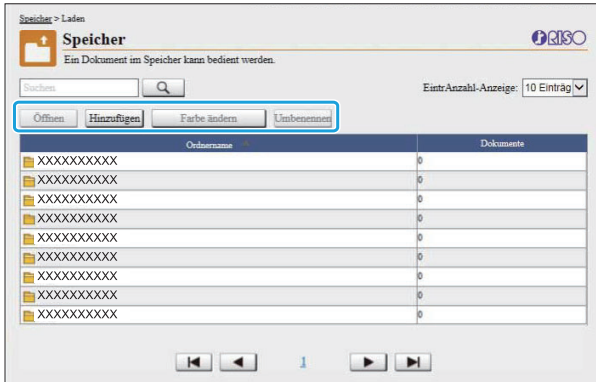 Speicher > Laden
Speicher
RISO
Ein Dokument im Speicher kann bedient werden.
Suchen
EintrAnzahl-Anzeige: 10 Einträg
Öffnen Hinzufügen Farbe ändern Umbenennen
Ordnername Dokumente
XXXXXXXXXX 0
XXXXXXXXXX 0
XXXXXXXXXX 0
XXXXXXXXXX 0
XXXXXXXXXX 0
XXXXXXXXXX 0
XXXXXXXXXX 0
XXXXXXXXXX 0
XXXXXXXXXX 0
1